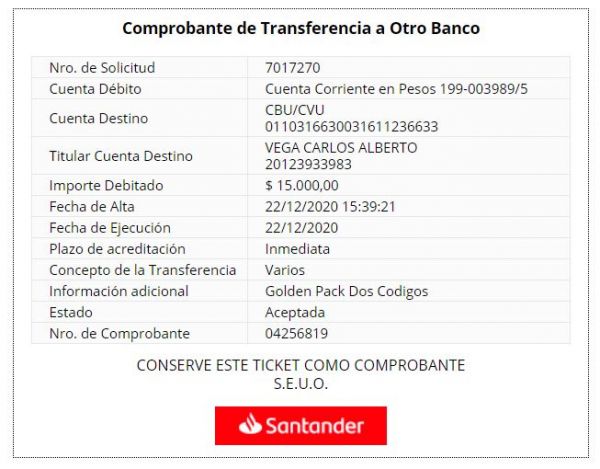 Comprobante de Transferencia a Otro Banco
Nro. de Solicitud 7017270
Cuenta Débito Cuenta Corriente en Pesos 199-003989/5
Cuenta Destino CBU/CVU
0110316630031611236633
Titular Cuenta Destino VEGA CARLOS ALBERTO
20123933983
Importe Debitado $ 15.000,00
Fecha de Alta 22/12/2020 15:39:21
Fecha de Ejecución 22/12/2020
Plazo de acreditación Inmediata
Concepto de la Transferencia Varios
Información adicional Golden Pack Dos Codigos
Estado Aceptada
Nro. de Comprobante 04256819
CONSERVE ESTE TICKET COMO COMPROBANTE
S.E.U.O.
Santander